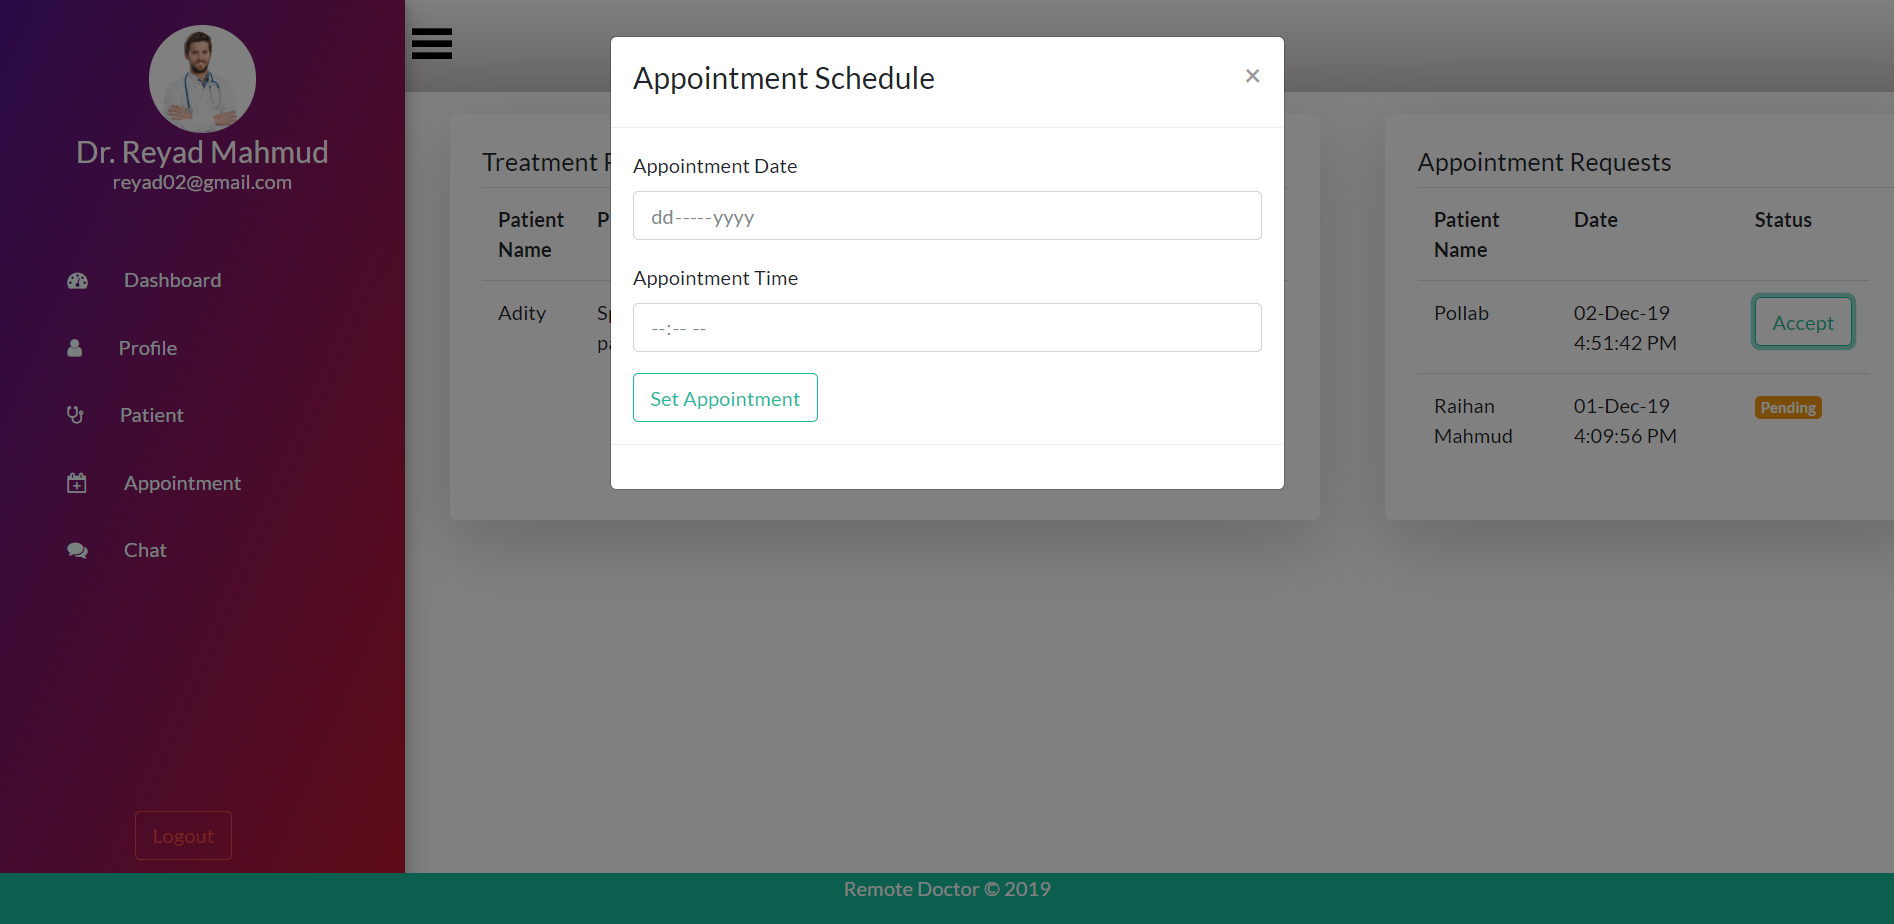 Dr. Reyad Mahmud
reyad02@gmail.com
Dashboard
Profile
Patient
Appointment
Chat
Logout
Appointment Schedule
×
Appointment Date
dd-----yyyy
Appointment Time
--:-- --
Set Appointment
Treatment
Patient
Name
Adity
Appointment Requests
Patient
Name
Date
Status
Pollab
02-Dec-19
4:51:42 PM
Accept
Raihan
Mahmud
01-Dec-19
4:09:56 PM
Pending
Remote Doctor © 2019